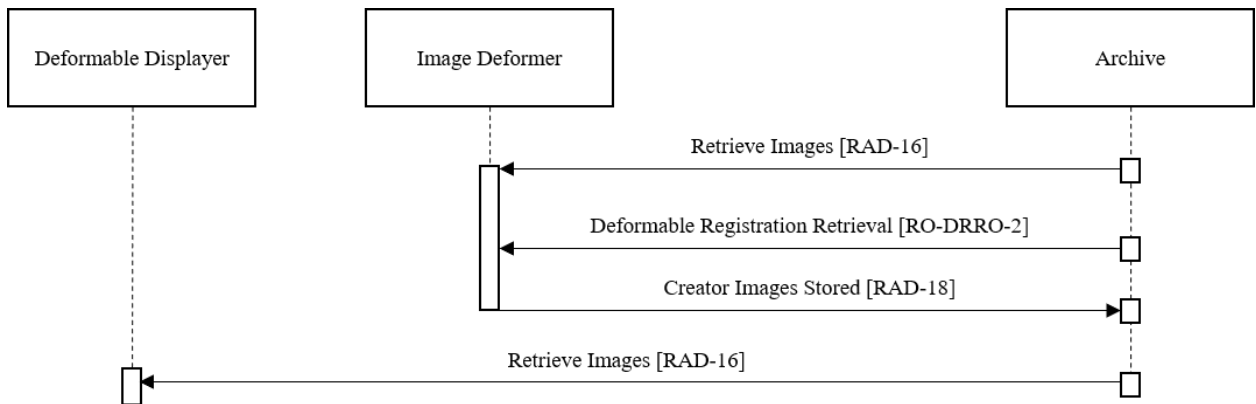 Deformable Displayer
Image Deformer
Archive
Retrieve Images [RAD-16]
Deformable Registration Retrieval [RO-DRRO-2]
Creator Images Stored [RAD-18]
Retrieve Images [RAD-16]